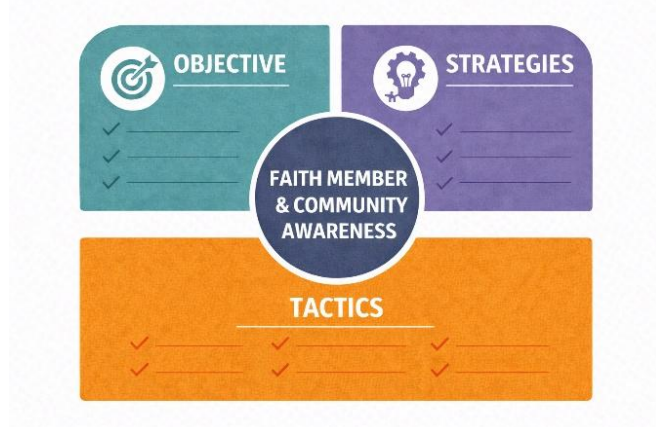 OBJECTIVE
STRATEGIES
FAITH MEMBER
& COMMUNITY
AWARENESS
TACTICS